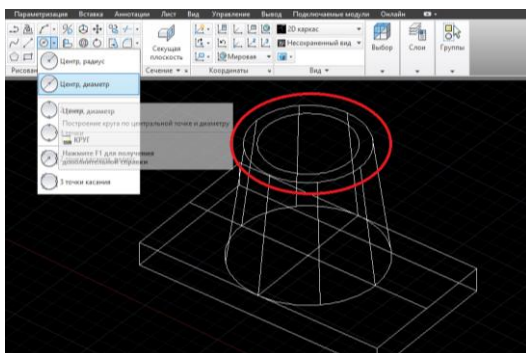 Параметризация Вставка Аннотации Лист Вид Управление Вывод Подключаемые модули Онлайн
2D каркас
Несохраненный вид
Мировая
Секущая
плоскость
Выбор
Слои
Группы
Рисован
Сечение
Координаты
Вид
Центр, радиус
Центр, диаметр
Центр, диаметр
Построение круга по центральной точке и диаметру
КРУГ
Нажмите F1 для получения
дополнительной справки
3 точки касания